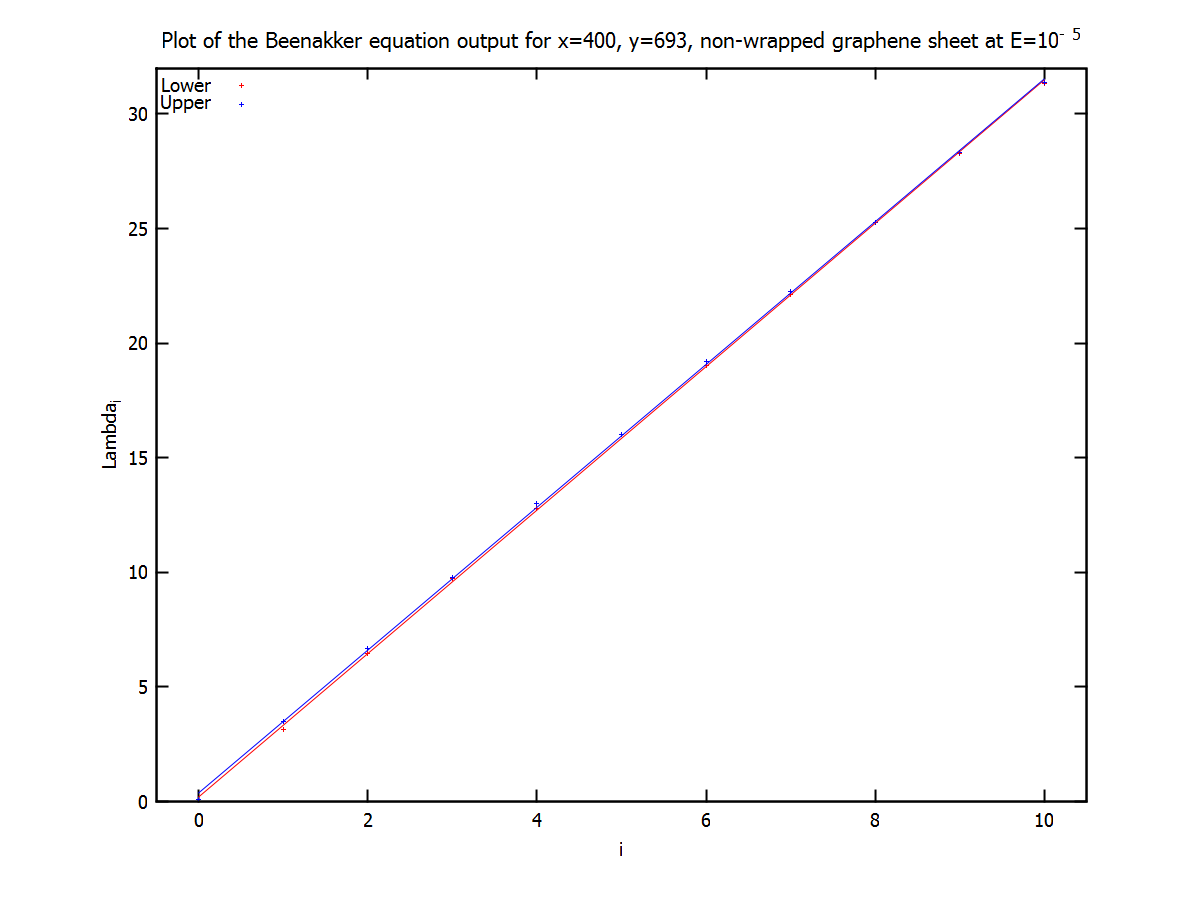 Plot of the Beenakker equation output for x=400, y=693, non-wrapped graphene sheet at E=10- 5
Lower
Upper
30
25
20
15
10
5
0
Lambdai
0 2 4 6 8 10
i